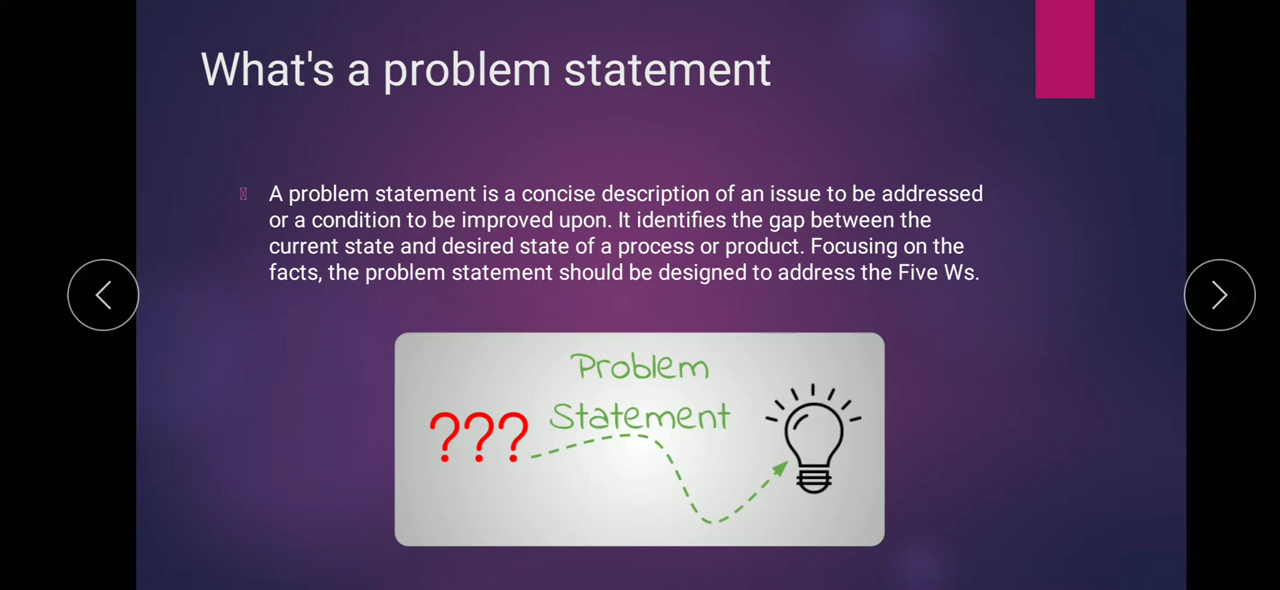 What's a problem statement
A problem statement is a concise description of an issue to be addressed
or a condition to be improved upon. It identifies the gap between the
current state and desired state of a process or product. Focusing on the
facts, the problem statement should be designed to address the Five Ws.
Problem
Statement
???